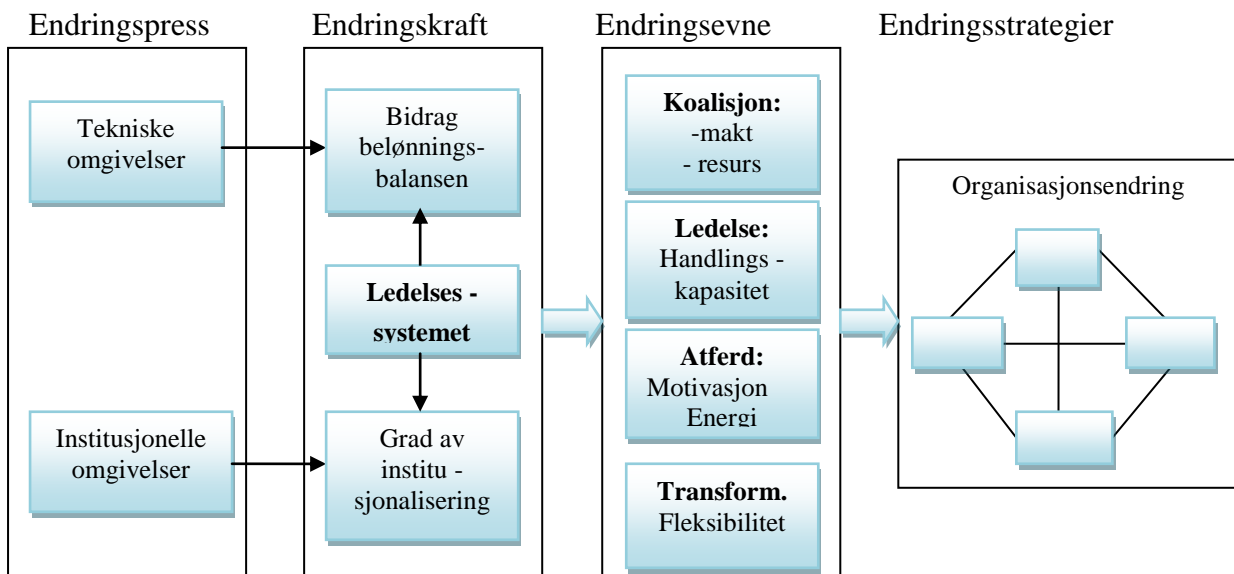 Endringspress
Endringskraft
Endringsevne
Endringsstrategier
Tekniske
omgivelser
Institusjonelle
omgivelser
Bidrag
belønnings-
balansen
Ledelses -
systemet
Grad av
institu -
sjonalisering
Koalisjon:
-makt
- resurs
Ledelse:
Handlings -
kapasitet
Atferd:
Motivasjon
Energi
Transform.
Fleksibilitet
Organisasjonsendring